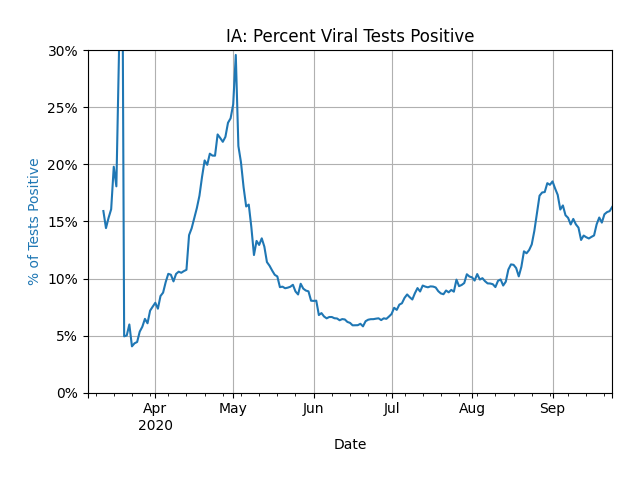 IA: Percent Viral Tests Positive
30%
25%
20%
15%
10%
5%
0%
% of Tests Positive
Apr
2020
May
Jun
Jul
Aug
Sep
Date